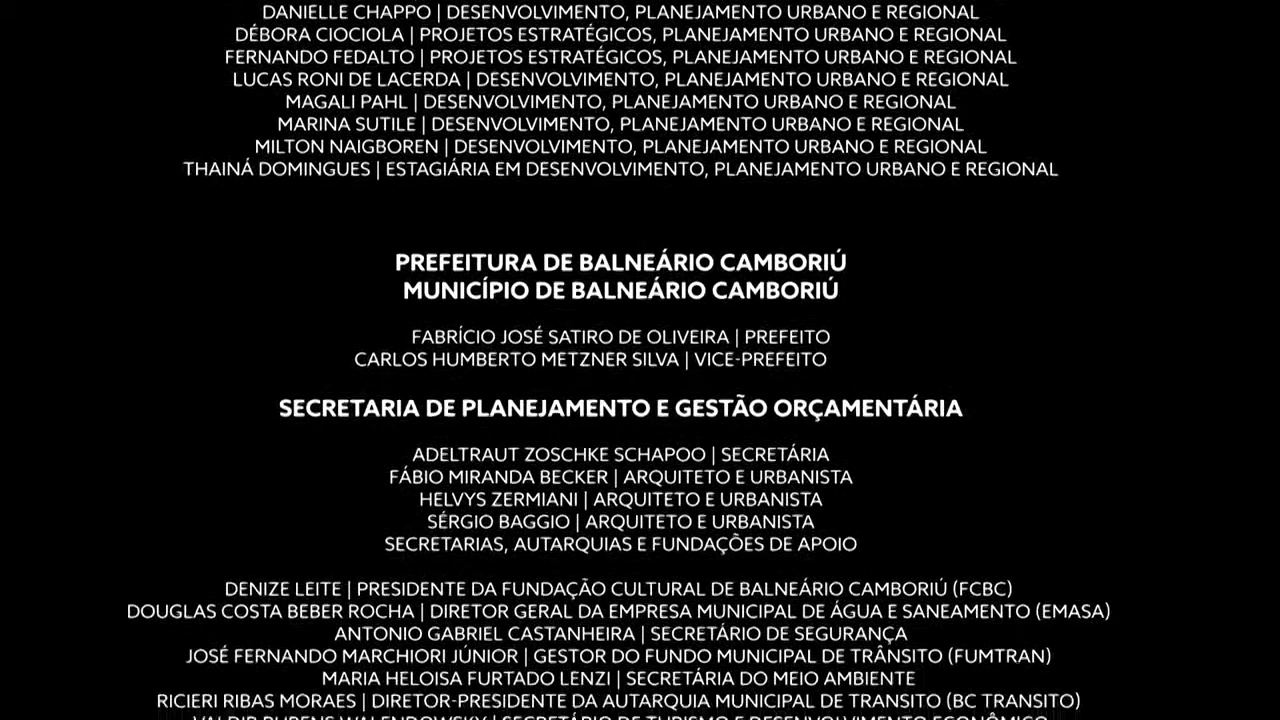 DANIELLE CHAPPO | DESENVOLVIMENTO, PLANEJAMENTO URBANO E REGIONAL
DÉBORA CIOCIOLA | PROJETOS ESTRATÉGICOS, PLANEJAMENTO URBANO E REGIONAL
FERNANDO FEDALTO | PROJETOS ESTRATÉGICOS, PLANEJAMENTO URBANO E REGIONAL
LUCAS RONI DE LACERDA | DESENVOLVIMENTO, PLANEJAMENTO URBANO E REGIONAL
MAGALI PAHL | DESENVOLVIMENTO, PLANEJAMENTO URBANO E REGIONAL
MARINA SUTILE | DESENVOLVIMENTO, PLANEJAMENTO URBANO E REGIONAL
MILTON NAIGBOREN | DESENVOLVIMENTO, PLANEJAMENTO URBANO E REGIONAL
THAINÁ DOMINGUES | ESTAGIÁRIA EM DESENVOLVIMENTO, PLANEJAMENTO URBANO E REGIONAL
PREFEITURA DE BALNEÁRIO CAMBORIÚ
MUNICÍPIO DE BALNEÁRIO CAMBORIÚ
FABRÍCIO JOSÉ SATIRO DE OLIVEIRA | PREFEITO
CARLOS HUMBERTO METZNER SILVA | VICE-PREFEITO
SECRETARIA DE PLANEJAMENTO E GESTÃO ORÇAMENTÁRIA
ADELTRAUT ZOSCHKE SCHAPOO | SECRETÁRIA
FÁBIO MIRANDA BECKER | ARQUITETO E URBANISTA
HELVYS ZERMIANI | ARQUITETO E URBANISTA
SÉRGIO BAGGIO | ARQUITETO E URBANISTA
SECRETARIAS, AUTARQUIAS E FUNDAÇÕES DE APOIO
DENIZE LEITE | PRESIDENTE DA FUNDAÇÃO CULTURAL DE BALNEÁRIO CAMBORIÚ (FCBC)
DOUGLAS COSTA BEBER ROCHA | DIRETOR GERAL DA EMPRESA MUNICIPAL DE ÁGUA E SANEAMENTO (EMASA)
ANTONIO GABRIEL CASTANHEIRA | SECRETÁRIO DE SEGURANÇA
JOSÉ FERNANDO MARCHIORI JÚNIOR | GESTOR DO FUNDO MUNICIPAL DE TRÂNSITO (FUMTRAN)
MARIA HELOISA FURTADO LENZI | SECRETÁRIA DO MEIO AMBIENTE
RICIERI RIBAS MORAES | DIRETOR-PRESIDENTE DA AUTARQUIA MUNICIPAL DE TRANSITO (BC TRANSITO)
VALDIR RUBENS WALENDOWSKY | SECRETÁRIO DE TURISMO E DESENVOLVIMENTO ECONÔMICO